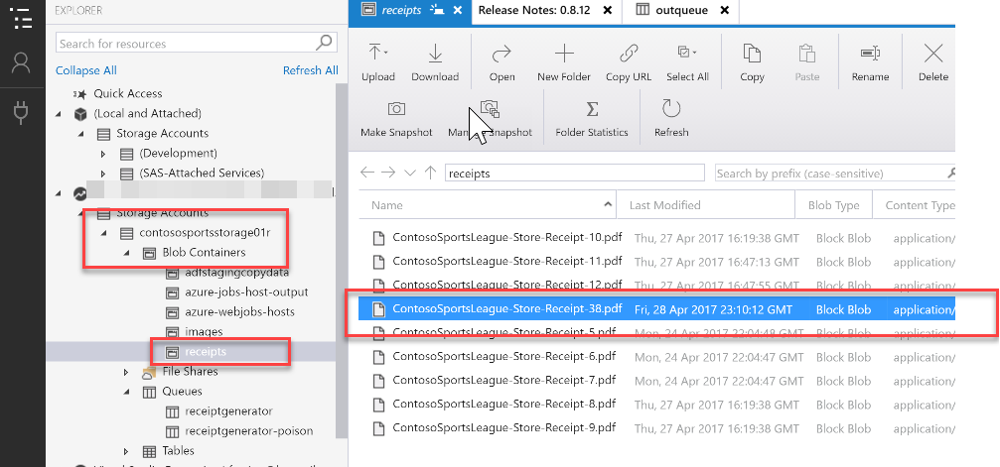 EXPLORER
Search for resources
Collapse All Refresh All
Quick Access
(Local and Attached)
Storage Accounts
(Development)
(SAS-Attached Services)
Storage Accounts
contososportsstorage01r
Blob Containers
adfstagingcopydata
azure-jobs-host-output
azure-webjobs-hosts
images
receipts
File Shares
Queues
receiptgenerator
receiptgenerator-poison
Tables
receipts Release Notes: 0.8.12 outqueue
Upload Download Open New Folder Copy URL Select All Copy Paste Rename Delete
Make Snapshot Snapshot Folder Statistics Refresh
receipts Search by prefix (case-sensitive)
Name Last Modified Blob Type Content Type
ContosoSportsLeague-Store-Receipt-10.pdf Thu, 27 Apr 2017 16:19:38 GMT Block Blob application/
ContosoSportsLeague-Store-Receipt-11.pdf Thu, 27 Apr 2017 16:47:13 GMT Block Blob application/
ContosoSportsLeague-Store-Receipt-12.pdf Thu, 27 Apr 2017 16:47:55 GMT Block Blob application/
ContosoSportsLeague-Store-Receipt-38.pdf Fri, 28 Apr 2017 23:10:12 GMT Block Blob application/
ContosoSportsLeague-Store-Receipt-5.pdf Mon, 24 Apr 2017 22:04:48 GMT Block Blob application/
ContosoSportsLeague-Store-Receipt-6.pdf Mon, 24 Apr 2017 22:04:47 GMT Block Blob application/
ContosoSportsLeague-Store-Receipt-7.pdf Mon, 24 Apr 2017 22:04:47 GMT Block Blob application/
ContosoSportsLeague-Store-Receipt-8.pdf Thu, 27 Apr 2017 16:19:38 GMT Block Blob application/
ContosoSportsLeague-Store-Receipt-9.pdf Thu, 27 Apr 2017 16:19:38 GMT Block Blob application/